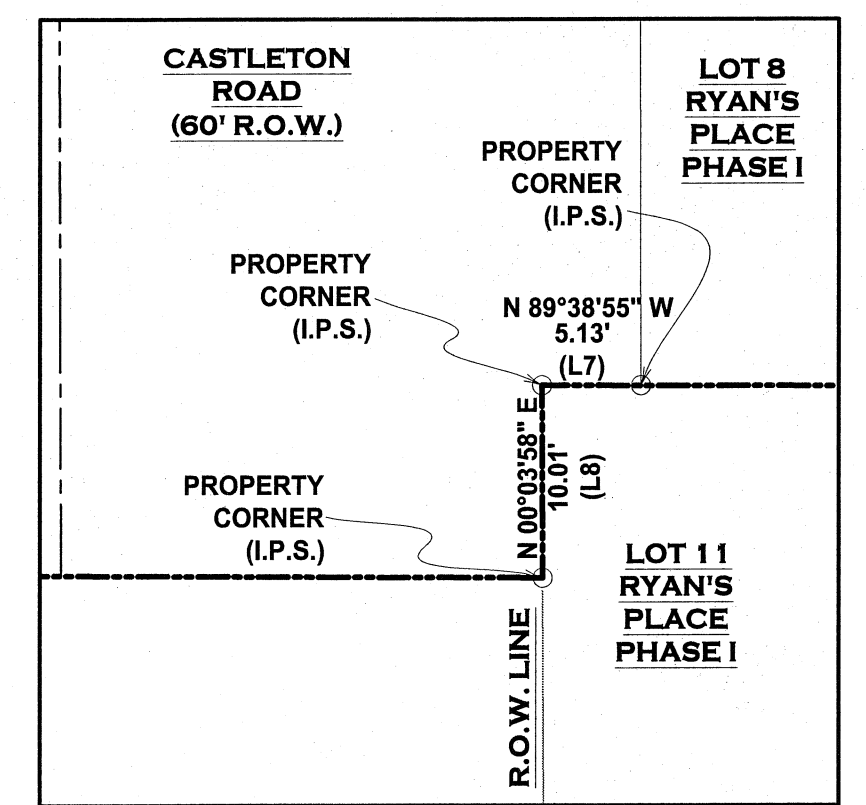 CASTLETON
ROAD
(60' R.O.W.)
LOT 8
RYAN'S
PLACE
PHASE I
PROPERTY
CORNER
(I.P.S.)
PROPERTY
CORNER
(I.P.S.)
N 89°38'55" W
5.13'
(L7)
N 00°03'58" E
10.01'
(L8)
PROPERTY
CORNER
(I.P.S.)
LOT 11
RYAN'S
PLACE
PHASE I
R.O.W. LINE